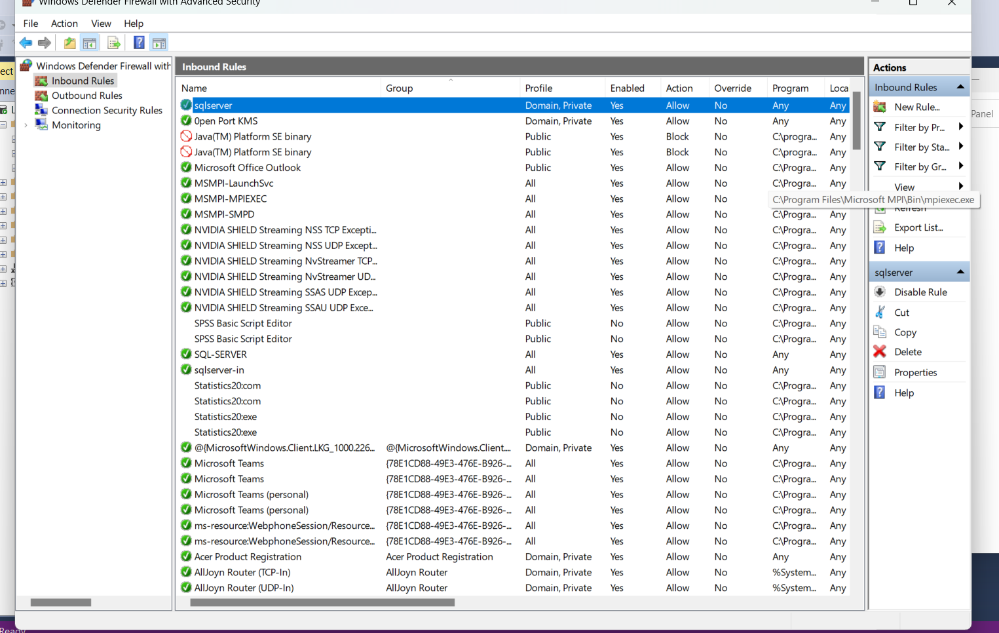 Windows Defender Firewall with Advanced Security
File Action View Help
Windows Defender Firewall with
Inbound Rules
Outbound Rules
Connection Security Rules
Monitoring
Inbound Rules
Name Group Profile Enabled Action Override Program Loca
sqlserver Domain, Private Yes Allow No Any Any
0pen Port KMS Domain, Private Yes Allow No Any Any
Java(TM) Platform SE binary Public Yes Block No C:\progra... Any
Java(TM) Platform SE binary Public Yes Block No C:\progra... Any
Microsoft Office Outlook Public Yes Allow No C:\Progra... Any
MSMPI-LaunchSvc All Yes Allow No C:\Progra... Any
MSMPI-MPIEXEC All Yes Allow No
MSMPI-SMPD All Yes Allow No C:\Progra... Any
NVIDIA SHIELD Streaming NSS TCP Excepti... All Yes Allow No C:\Progra... Any
NVIDIA SHIELD Streaming NSS UDP Except... All Yes Allow No C:\Progra... Any
NVIDIA SHIELD Streaming NvStreamer TCP... All Yes Allow No C:\Progra... Any
NVIDIA SHIELD Streaming NvStreamer UD... All Yes Allow No C:\Progra... Any
NVIDIA SHIELD Streaming SSAS UDP Excep... All Yes Allow No C:\Progra... Any
NVIDIA SHIELD Streaming SSAU UDP Exce... All Yes Allow No C:\Progra... Any
SPSS Basic Script Editor Public No Allow No C:\Progra... Any
SPSS Basic Script Editor Public No Allow No C:\Progra... Any
SQL-SERVER All Yes Allow No Any Any
sqlserver-in All Yes Allow No Any Any
Statistics20:com Public No Allow No C:\Progra... Any
Statistics20:com Public No Allow No C:\Progra... Any
Statistics20:exe Public No Allow No C:\Progra... Any
Statistics20:exe Public No Allow No C:\Progra... Any
@{MicrosoftWindows.Client.LKG_1000.226... @{MicrosoftWindows.Client.... Domain, Private Yes Allow No Any Any
Microsoft Teams {78E1CD88-49E3-476E-B926-... All Yes Allow No C:\Progra... Any
Microsoft Teams {78E1CD88-49E3-476E-B926-... All Yes Allow No C:\Progra... Any
Microsoft Teams (personal) {78E1CD88-49E3-476E-B926-... All Yes Allow No C:\Progra... Any
Microsoft Teams (personal) {78E1CD88-49E3-476E-B926-... All Yes Allow No C:\Progra... Any
ms-resource:WebphoneSession/Resource... {78E1CD88-49E3-476E-B926-... All Yes Allow No C:\Progra... Any
ms-resource:WebphoneSession/Resource... {78E1CD88-49E3-476E-B926-... All Yes Allow No C:\Progra... Any
Acer Product Registration Acer Product Registration Domain, Private Yes Allow No Any Any
AllJoyn Router (TCP-In) AllJoyn Router Domain, Private Yes Allow No %System... Any
AllJoyn Router (UDP-In) AllJoyn Router Domain, Private Yes Allow No %System... Any
C:\Program Files\Microsoft MPI\Bin\mpiexec.exe
Actions
Inbound Rules
New Rule...
Filter by Pr...
Filter by Sta...
Filter by Gr...
View
Refresh
Export List...
Help
sqlserver
Disable Rule
Cut
Copy
Delete
Properties
Help
Panel
ect
nne
Ready